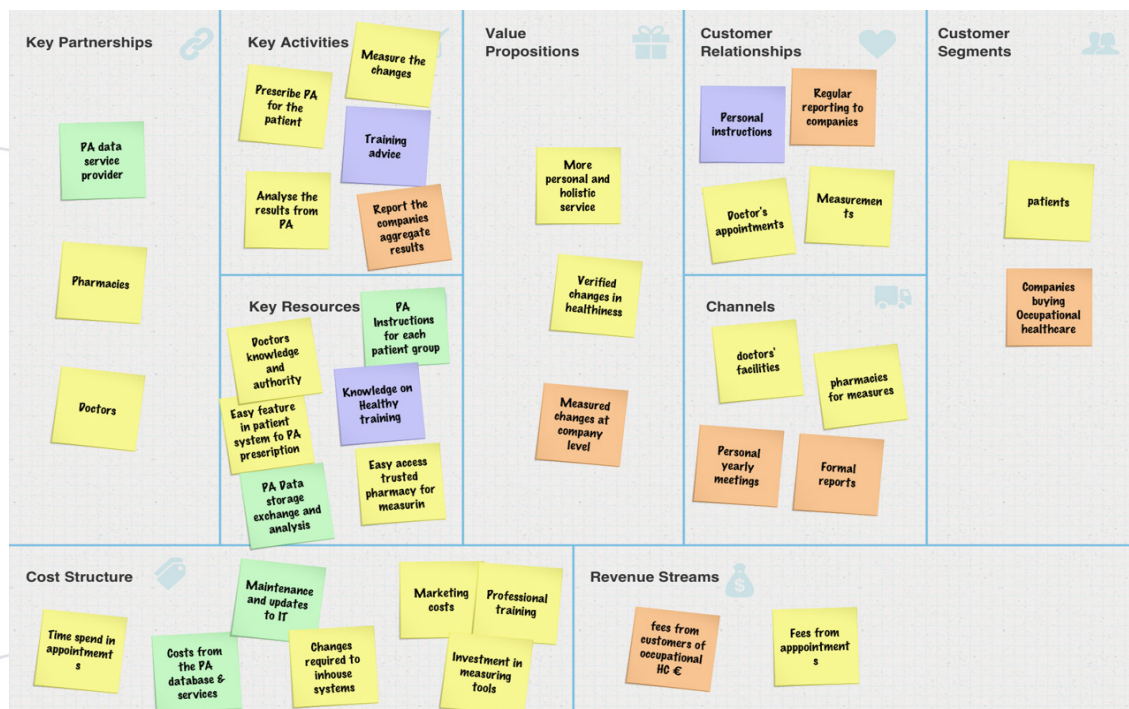 Key Partnerships
PA data
service
provider
Pharmacies
Doctors
Key Activities
Measure the
changes
Prescribe PA
for the
patient
Training
advice
Analyse the
results from
PA
Report the
companies
aggregate
results
Key Resources
PA
Instructions
for each
patient group
Doctors
knowledge
and
authority
Knowledge on
Healthy
training
Easy feature
in patient
system fo PA
prescription
Easy access
trusted
pharmacy for
measurin
PA Data
storage
exchange and
analysis
Value
Propositions
More
personal and
holistic
service
Verified
changes in
healthiness
Measured
changes at
company
level
Customer
Relationships
Personal
instructions
Regular
reporting to
companies
Doctor's
appointments
Measuremen
ts
Channels
doctors'
facilities
pharmacies
for measures
Personal
yearly
meetings
Formal
reports
Customer
Segments
patients
Companies
buying
Occupational
healthcare
Cost Structure
Time spend in
appointment
s
Costs from
the PA
database &
services
Maintenance
and updates
to IT
Changes
required to
inhouse
systems
Marketing
costs
Professional
training
Investment in
measuring
tools
Revenue Streams
fees from
customers of
occupational
HC €
Fees from
apppointment
s